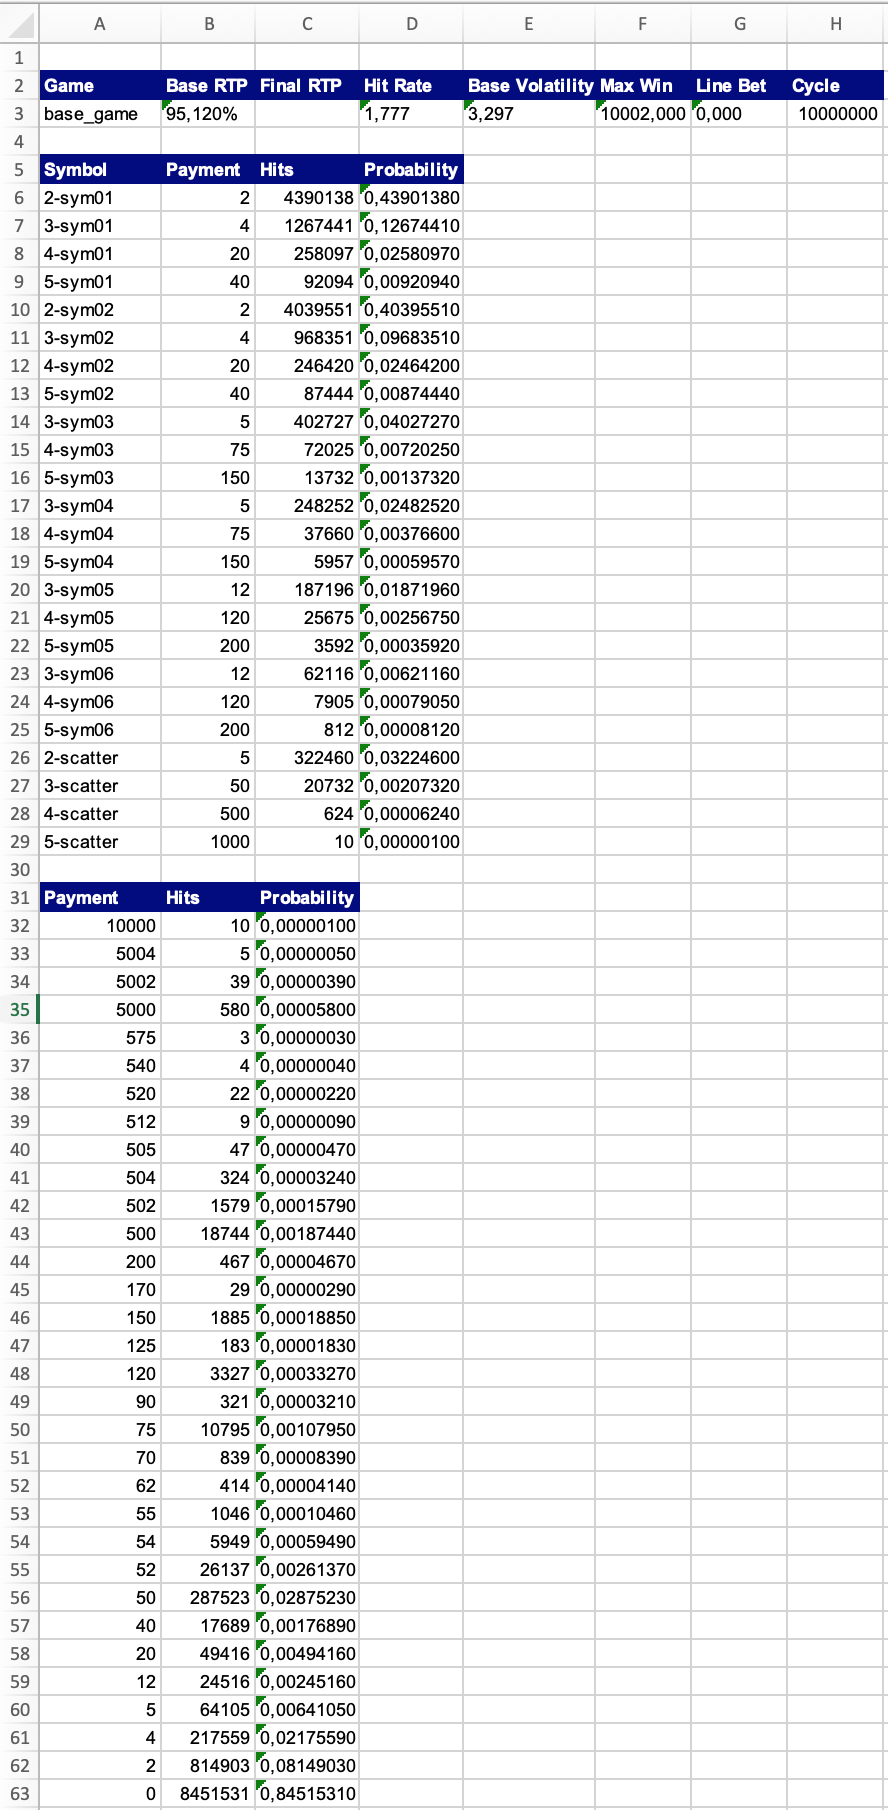 A B C D E F G H
1
2 Game Base RTP Final RTP Hit Rate Base Volatility Max Win Line Bet Cycle
3 base_game 95,120% 1,777 3,297 10002,000 0,000 10000000
4
5 Symbol Payment Hits Probability
6 2-sym01 2 4390138 0,43901380
7 3-sym01 4 1267441 0,12674410
8 4-sym01 20 258097 0,02580970
9 5-sym01 40 92094 0,00920940
10 2-sym02 2 4039551 0,40395510
11 3-sym02 4 968351 0,09683510
12 4-sym02 20 246420 0,02464200
13 5-sym02 40 87444 0,00874440
14 3-sym03 5 402727 0,04027270
15 4-sym03 75 72025 0,00720250
16 5-sym03 150 13732 0,00137320
17 3-sym04 5 248252 0,02482520
18 4-sym04 75 37660 0,00376600
19 5-sym04 150 5957 0,00059570
20 3-sym05 12 187196 0,01871960
21 4-sym05 120 25675 0,00256750
22 5-sym05 200 3592 0,00035920
23 3-sym06 12 62116 0,00621160
24 4-sym06 120 7905 0,00079050
25 5-sym06 200 812 0,00008120
26 2-scatter 5 322460 0,03224600
27 3-scatter 50 20732 0,00207320
28 4-scatter 500 624 0,00006240
29 5-scatter 1000 10 0,00000100
30
31 Payment Hits Probability
32 10000 10 0,00000100
33 5004 5 0,00000050
34 5002 39 0,00000390
35 5000 580 0,00005800
36 575 3 0,00000030
37 540 4 0,00000040
38 520 22 0,00000220
39 512 9 0,00000090
40 505 47 0,00000470
41 504 324 0,00003240
42 502 1579 0,00015790
43 500 18744 0,00187440
44 200 467 0,00004670
45 170 29 0,00000290
46 150 1885 0,00018850
47 125 183 0,00001830
48 120 3327 0,00033270
49 90 321 0,00003210
50 75 10795 0,00107950
51 70 839 0,00008390
52 62 414 0,00004140
53 55 1046 0,00010460
54 54 5949 0,00059490
55 52 26137 0,00261370
56 50 287523 0,02875230
57 40 17689 0,00176890
58 20 49416 0,00494160
59 12 24516 0,00245160
60 5 64105 0,00641050
61 4 217559 0,02175590
62 2 814903 0,08149030
63 0 8451531 0,84515310